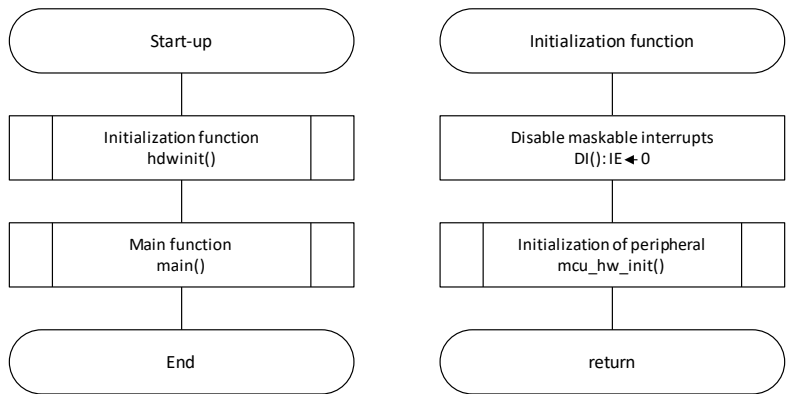 Start-up
Initialization function
hdwinit()
Main function
main()
End
Initialization function
Disable maskable interrupts
DI():IE←0
Initialization of peripheral
mcu_hw_init()
return